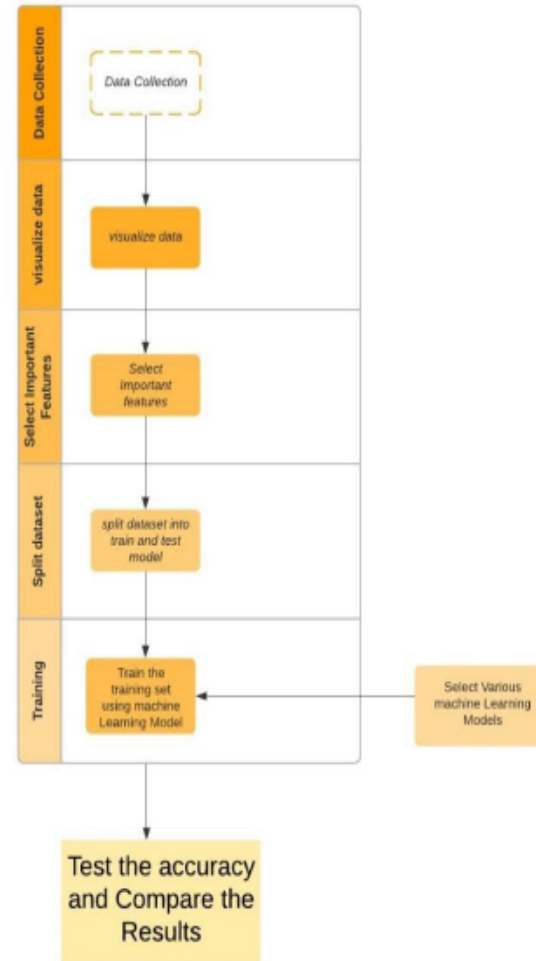 Data Collection
Data Collection
visualize data
visualize data
Select Important
Features
Select
Important
features
Split dataset
split dataset into
train and test
model
Training
Train the
training set
using machine
Learning Model
Select Various
machine Learning
Models
Test the accuracy
and Compare the
Results